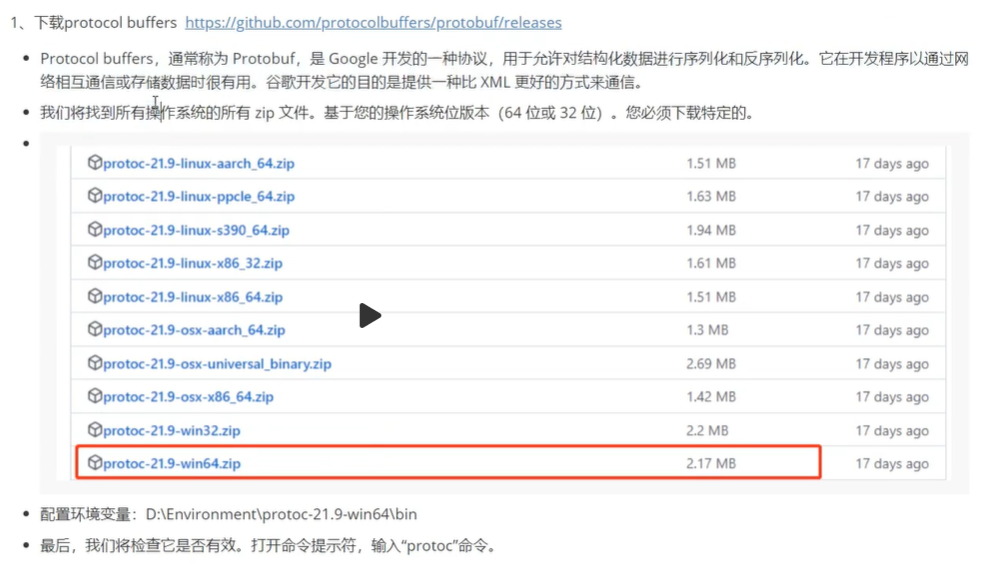 1、下载protocol buffers https://github.com/protocolbuffers/protobuf/releases
Protocol buffers，通常称为 Protobuf，是 Google 开发的一种协议，用于允许对结构化数据进行序列化和反序列化。它在开发程序以通过网
络相互通信或存储数据时很有用。谷歌开发它的目的是提供一种比 XML 更好的方式来通信。
我们将找到所有操作系统的所有 zip 文件。基于您的操作系统位版本（64 位或 32 位）。您必须下载特定的。
protoc-21.9-linux-aarch_64.zip 1.51 MB 17 days ago
protoc-21.9-linux-ppcle_64.zip 1.63 MB 17 days ago
protoc-21.9-linux-s390_64.zip 1.94 MB 17 days ago
protoc-21.9-linux-x86_32.zip 1.61 MB 17 days ago
protoc-21.9-linux-x86_64.zip 1.51 MB 17 days ago
protoc-21.9-osx-aarch_64.zip 1.3 MB 17 days ago
protoc-21.9-osx-universal_binary.zip 2.69 MB 17 days ago
protoc-21.9-osx-x86_64.zip 1.42 MB 17 days ago
protoc-21.9-win32.zip 2.2 MB 17 days ago
protoc-21.9-win64.zip 2.17 MB 17 days ago
配置环境变量：D:\Environment\protoc-21.9-win64\bin
最后，我们将检查它是否有效。打开命令提示符，输入“protoc”命令。